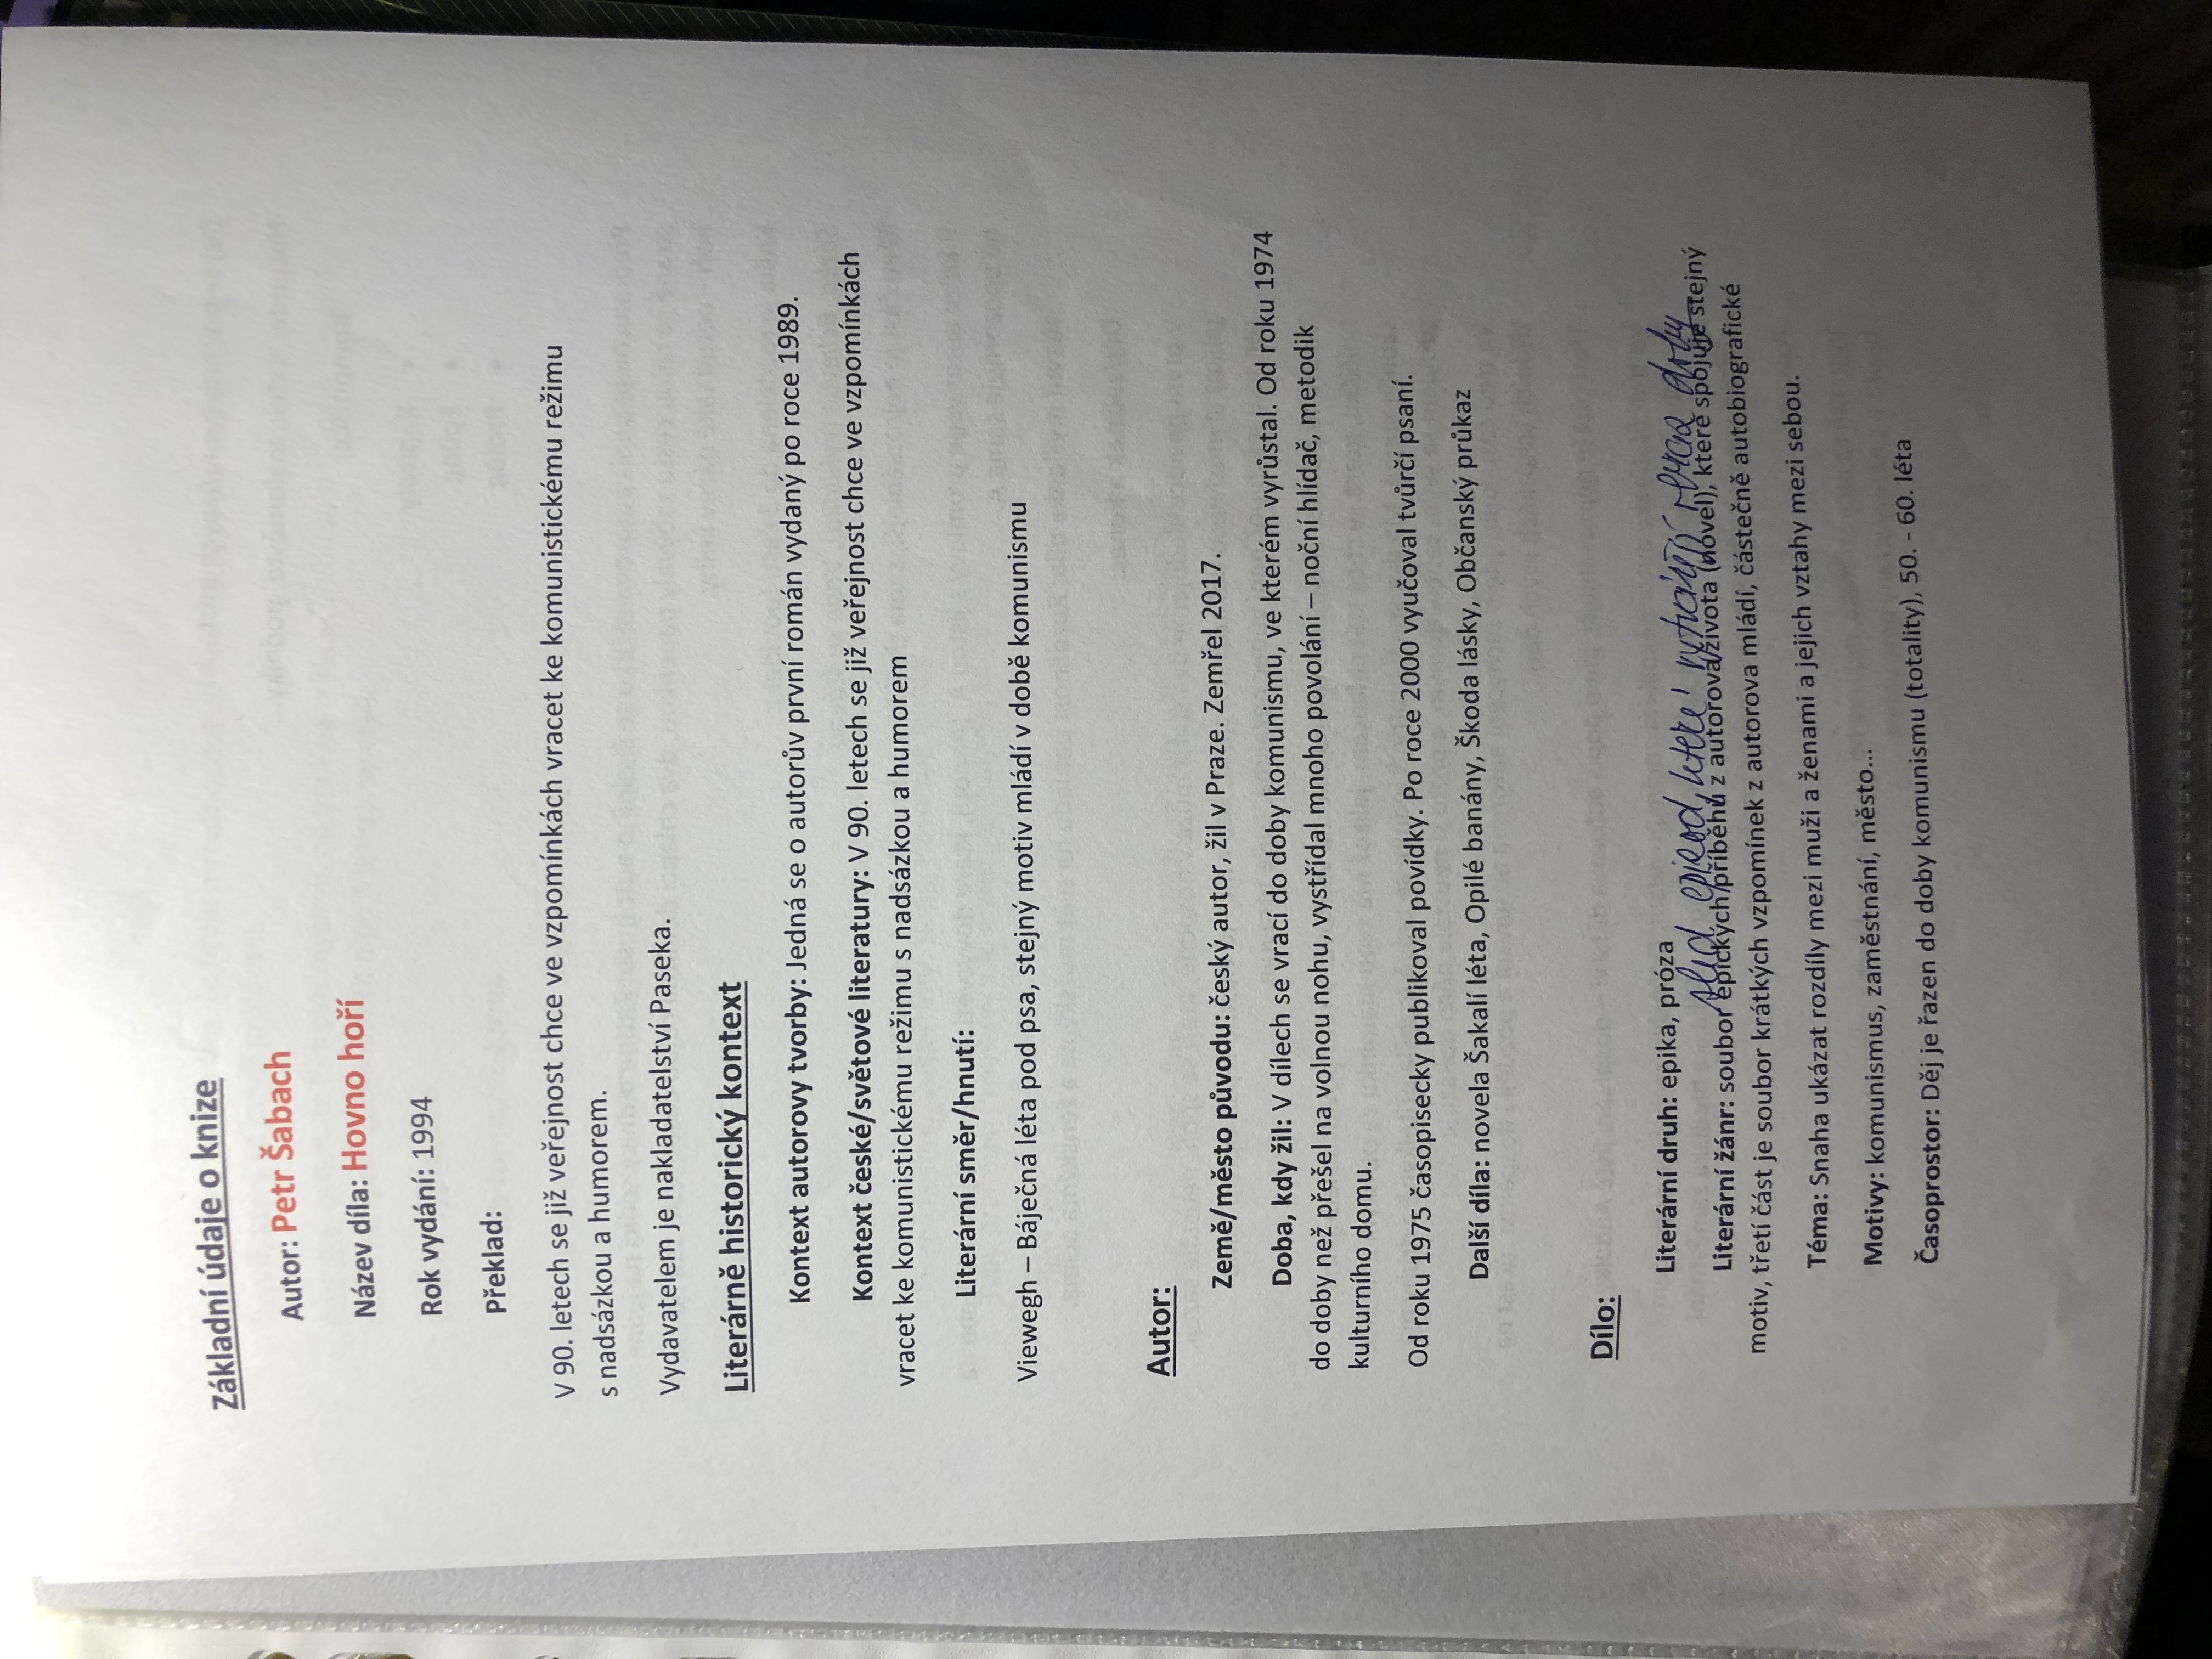 Základní údaje o knize
Autor: Petr Šabach
Název díla: Hovno hoří
Rok vydání: 1994
Překlad:
V 90. letech se již veřejnost chce ve vzpomínkách vracet ke komunistickému režimu
s nadsázkou a humorem.
Vydavatelem je nakladatelství Paseka.
Literárně historický kontext
Kontext autorovy tvorby: Jedná se o autorův první román vydaný po roce 1989.
Kontext české/světové literatury: V 90. letech se již veřejnost chce ve vzpomínkách
vracet ke komunistickému režimu s nadsázkou a humorem
Literární směr/hnutí:
Viewegh – Báječná léta pod psa, stejný motiv mládí v době komunismu
Autor:
Země/město původu: český autor, žil v Praze. Zemřel 2017.
Doba, kdy žil: V dílech se vrací do doby komunismu, ve kterém vyrůstal. Od roku 1974
do doby než přešel na volnou nohu, vystřídal mnoho povolání – noční hlídač, metodik
kulturního domu.
Od roku 1975 časopisecky publikoval povídky. Po roce 2000 vyučoval tvůrčí psaní.
Další díla: novela Šakalí léta, Opilé banány, Škoda lásky, Občanský průkaz
Dílo:
Literární druh: epika, próza
sled epizod, které vytvářejí obraz doby
Literární žánr: soubor epických příběhů z autorova života (novel), které spojuje stejný
motiv, třetí část je soubor krátkých vzpomínek z autorova mládí, částečně autobiografické
Téma: Snaha ukázat rozdíly mezi muži a ženami a jejich vztahy mezi sebou.
Motivy: komunismus, zaměstnání, město...
Časoprostor: Děj je řazen do doby komunismu (totality), 50. - 60. léta